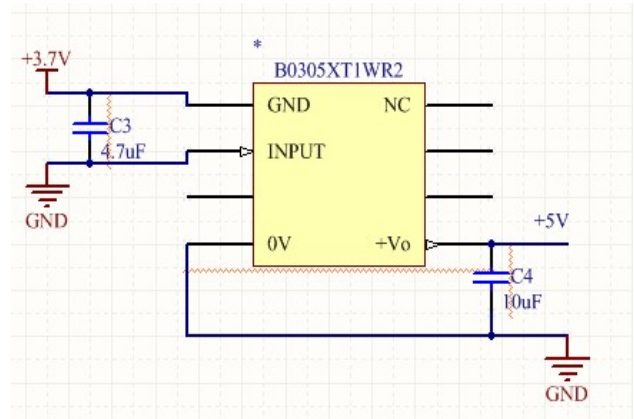 *
+3.7V
B0305XT1WR2
GND
NC
C3
4.7uF
INPUT
GND
0V
+Vo
+5V
C4
10uF
GND